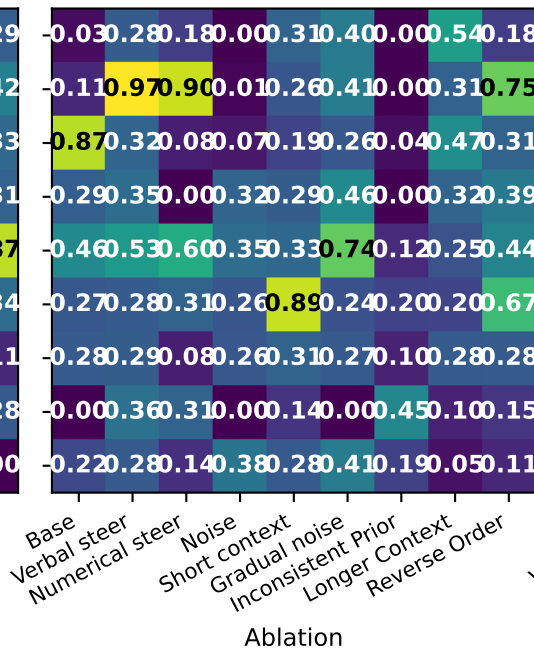 29 0.03 0.28 0.18 0.00 0.31 0.40 0.00 0.54 0.18
42 0.11 0.97 0.90 0.01 0.26 0.41 0.00 0.31 0.75
33 0.87 0.32 0.08 0.07 0.19 0.26 0.04 0.47 0.31
31 0.29 0.35 0.00 0.32 0.29 0.46 0.00 0.32 0.39
37 0.46 0.53 0.60 0.35 0.33 0.74 0.12 0.25 0.44
34 0.27 0.28 0.31 0.26 0.89 0.24 0.20 0.20 0.67
1 0.28 0.29 0.08 0.26 0.31 0.27 0.10 0.28 0.28
28 0.00 0.36 0.31 0.00 0.14 0.00 0.45 0.10 0.15
00 0.22 0.28 0.14 0.38 0.28 0.41 0.19 0.05 0.11
Base
Verbal steer
Numerical steer
Noise
Short context
Gradual noise
Inconsistent Prior
Longer Context
Reverse Order
Ablation